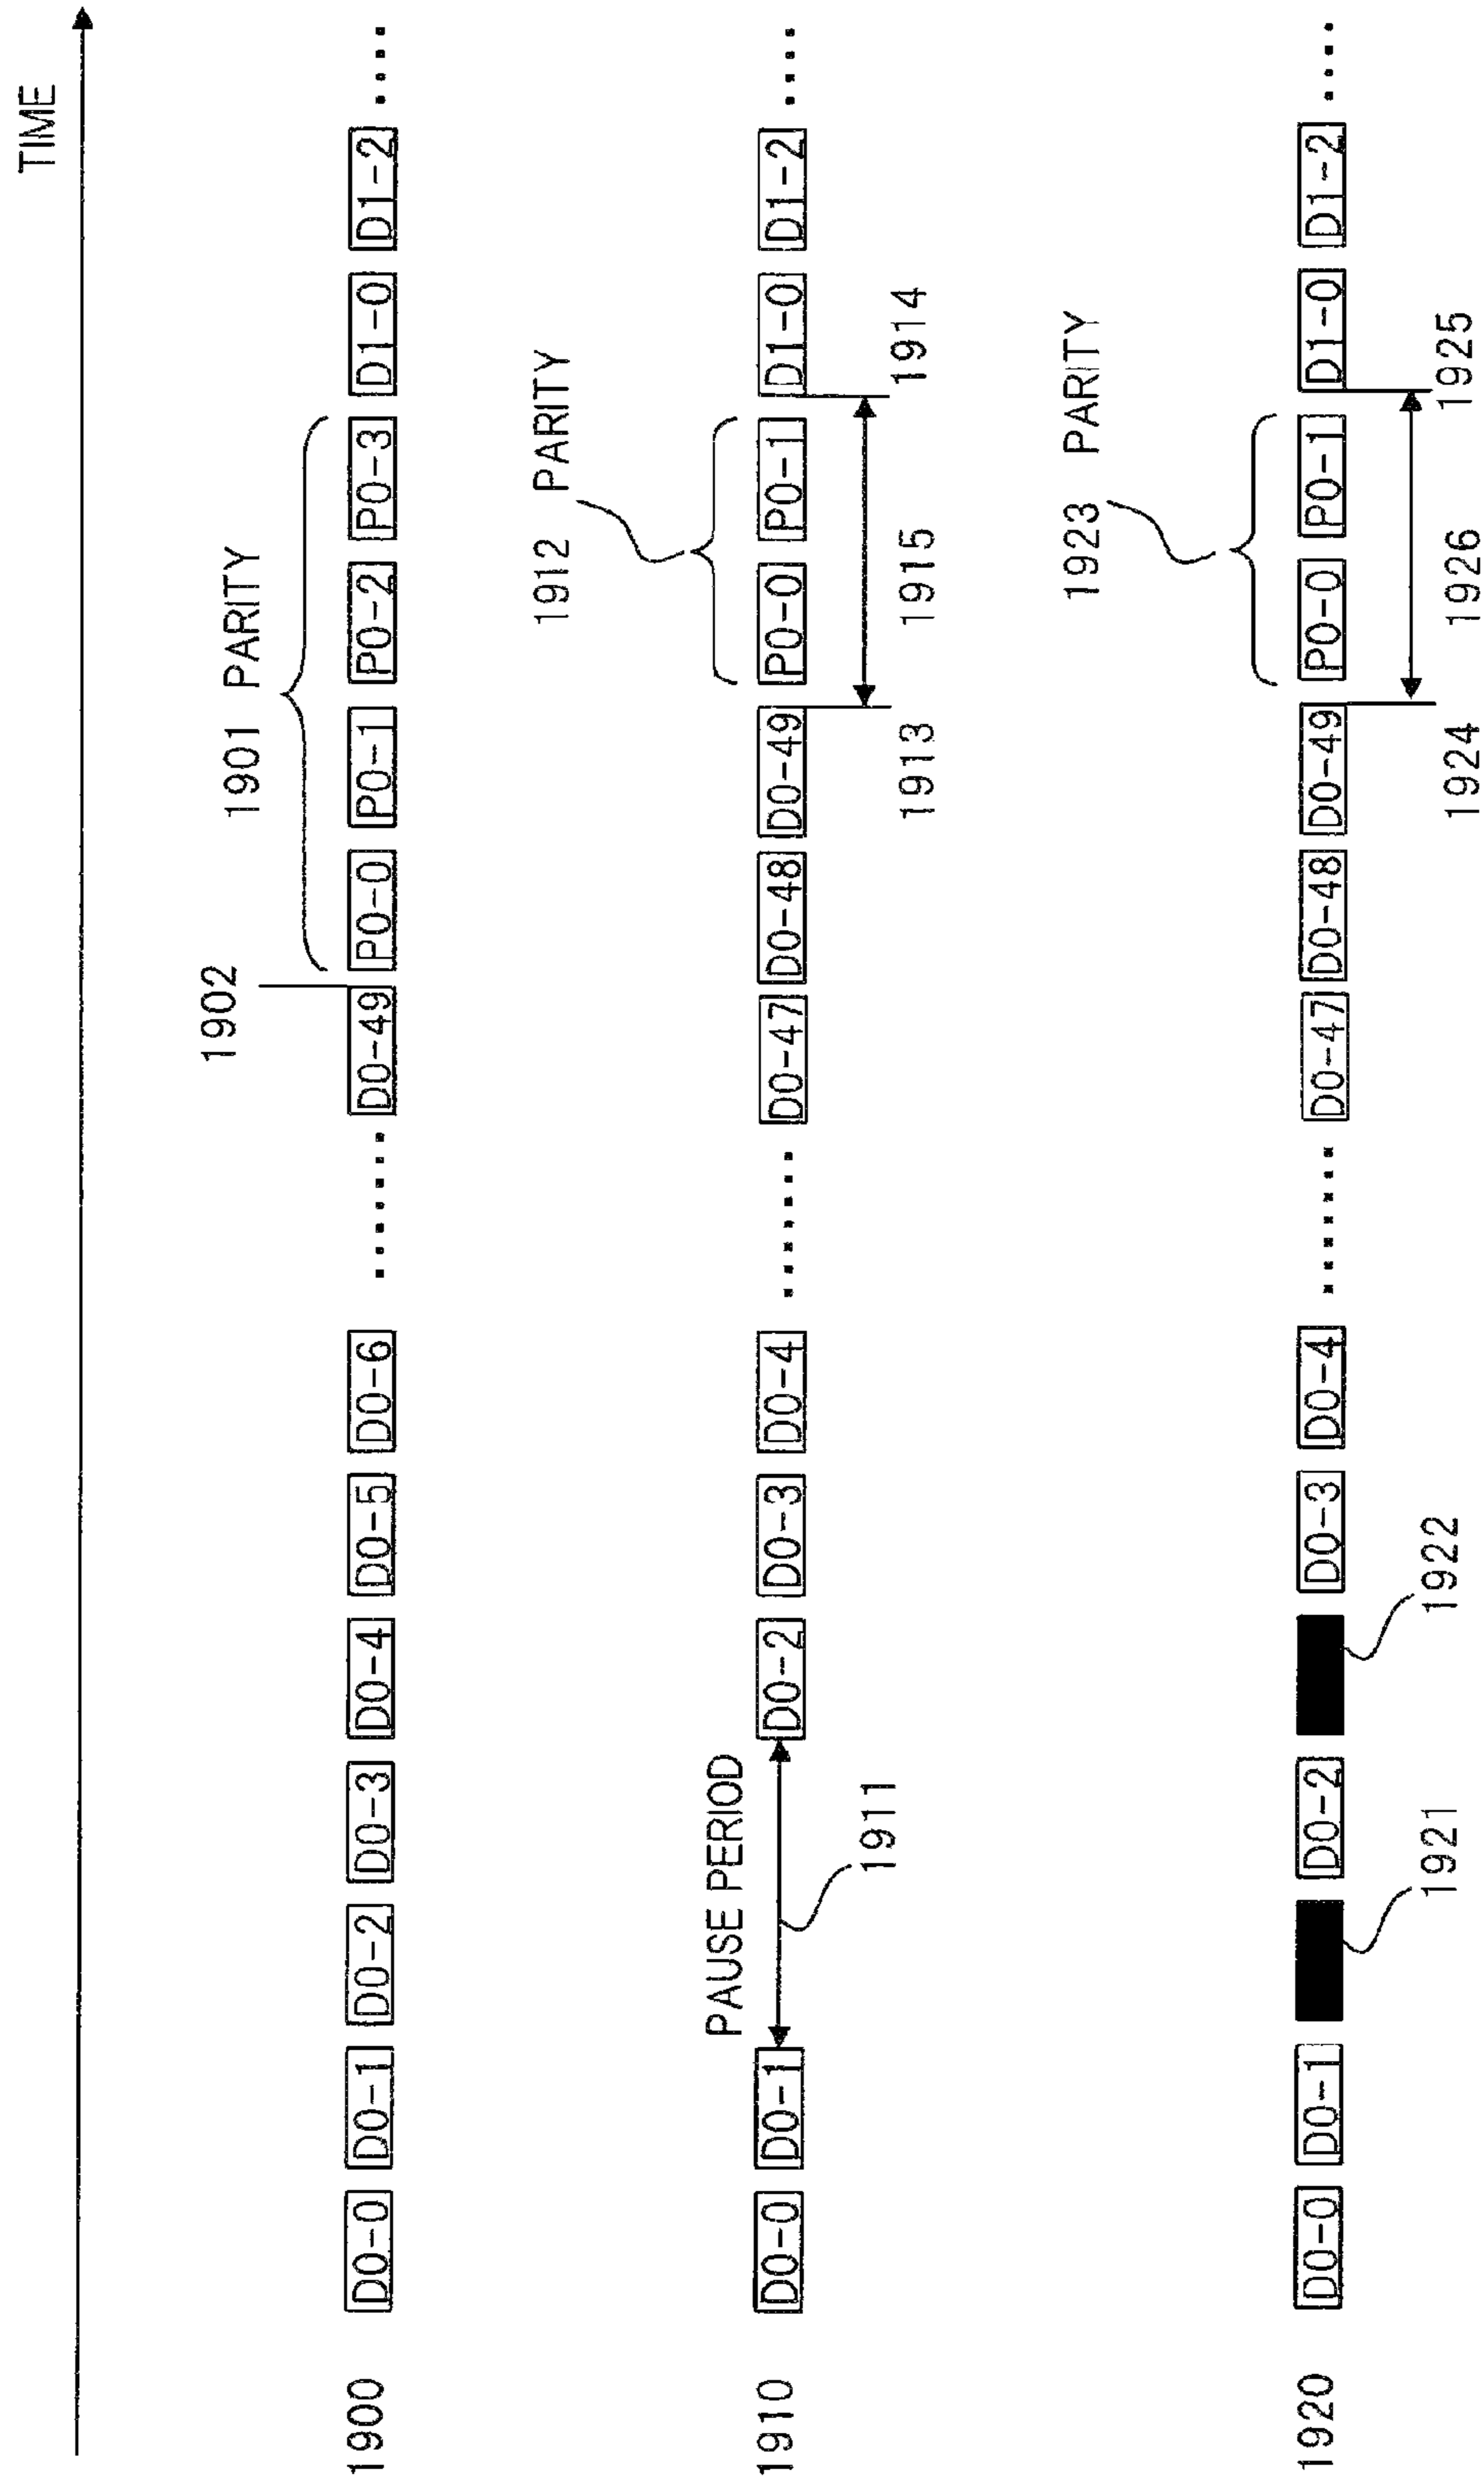 TIME
1901 PARITY
1902
1900 D0-0 D0-1 D0-2 D0-3 D0-4 D0-5 D0-6 ······· D0-49 P0-0 P0-1 P0-2 P0-3 D1-0 D1-2 ····
1912 PARITY
PAUSE PERIOD
1910 D0-0 D0-1 D0-2 D0-3 D0-4 ······· D0-47 D0-48 D0-49 P0-0 P0-1 D1-0 D1-2 ····
1911 1913 1915 1914
1923 PARITY
1920 D0-0 D0-1 D0-2 D0-3 D0-4 ······· D0-47 D0-48 D0-49 P0-0 P0-1 D1-0 D1-2 ····
1921 1922 1924 1926 1925